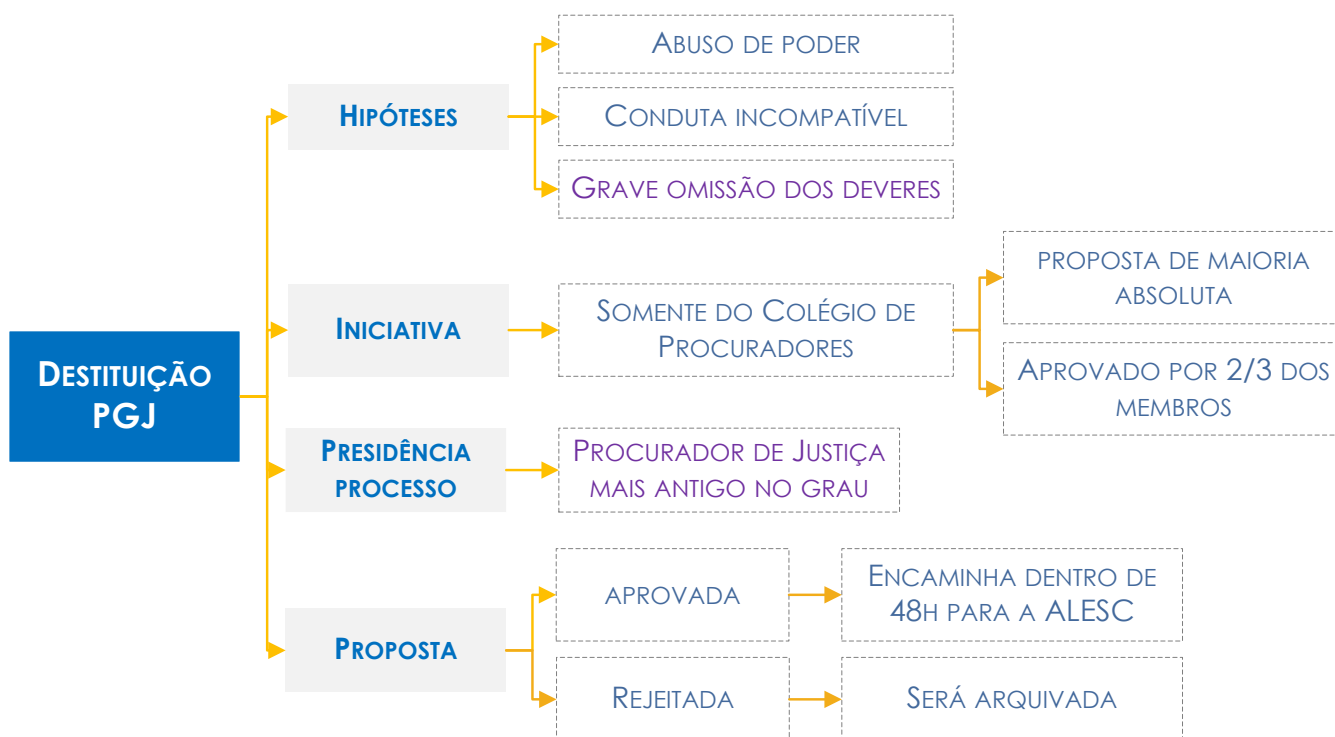 DESTITUIÇÃO
PGJ
HIPÓTESES
ABUSO DE PODER
CONDUTA INCOMPATÍVEL
GRAVE OMISSÃO DOS DEVERES
INICIATIVA
SOMENTE DO COLÉGIO DE
PROCURADORES
PROPOSTA DE MAIORIA
ABSOLUTA
APROVADO POR 2/3 DOS
MEMBROS
PRESIDÊNCIA
PROCESSO
PROCURADOR DE JUSTIÇA
MAIS ANTIGO NO GRAU
PROPOSTA
APROVADA
ENCAMINHA DENTRO DE
48H PARA A ALESC
REJEITADA
SERÁ ARQUIVADA